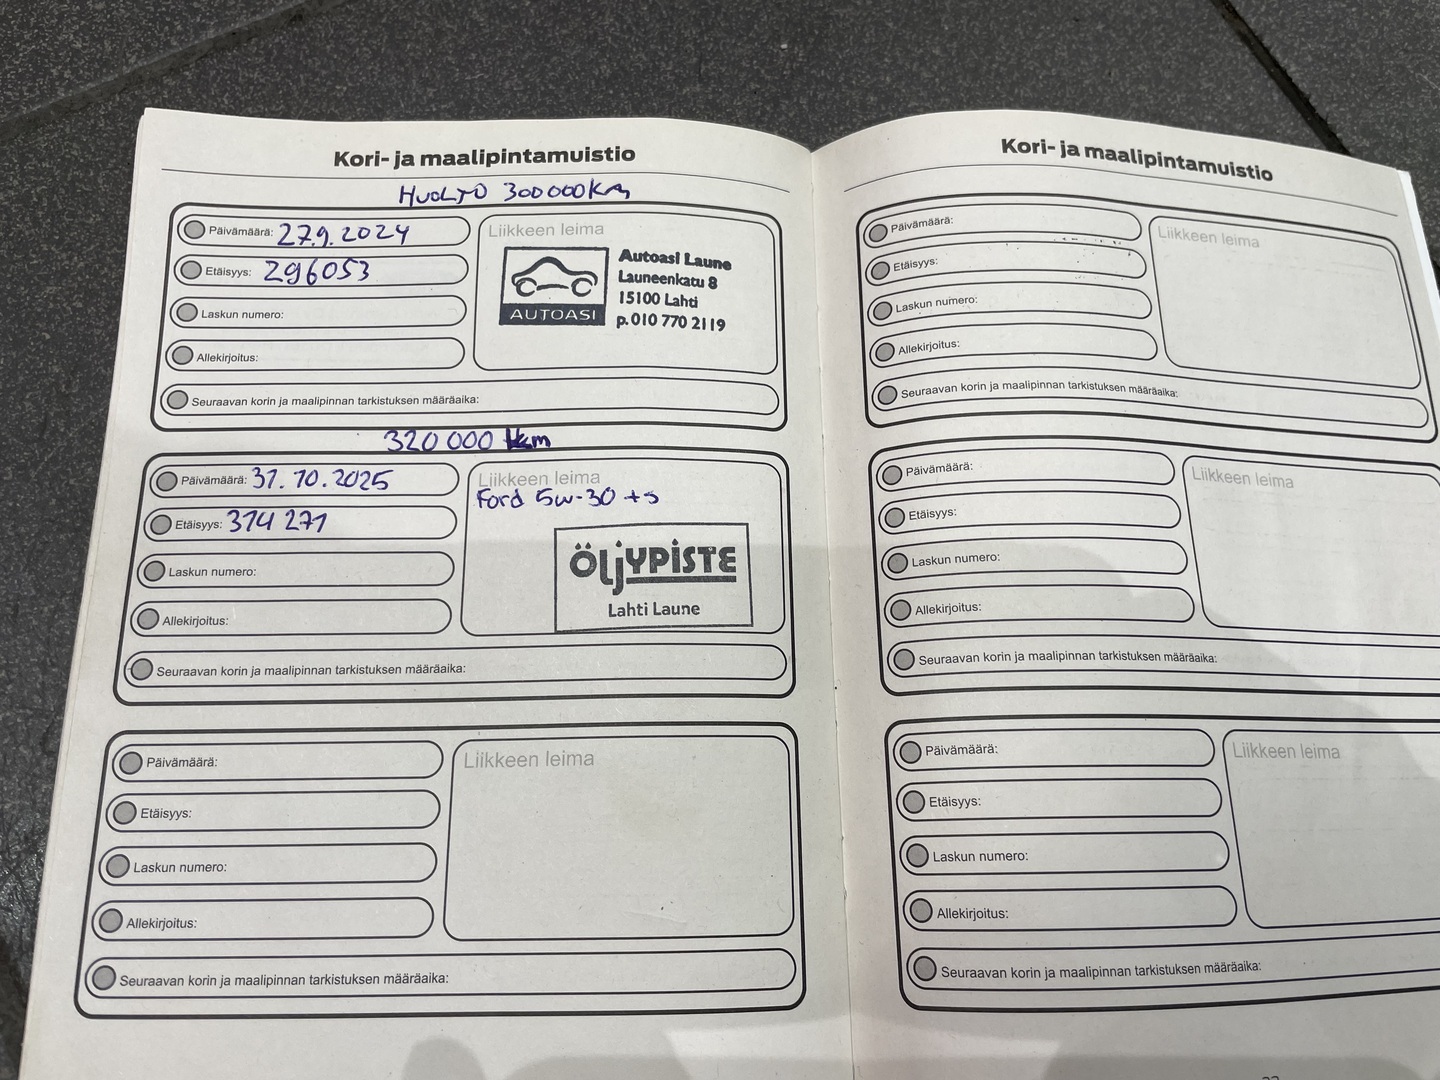 Kori- ja maalipintamuistio
HUOLTO 300000km
Päivämäärä: 27.9.2024
Etäisyys: 296053
Laskun numero:
Allekirjoitus:
Seuraavan korin ja maalipinnan tarkistuksen määräaika:
Liikkeen leima
AUTOASI
Autoasi Laune
Launeenkatu 8
15100 Lahti
p.010 770 2119
320 000 km
Päivämäärä: 31.10.2025
Etäisyys: 314 271
Laskun numero:
Allekirjoitus:
Seuraavan korin ja maalipinnan tarkistuksen määräaika:
Liikkeen leima
Ford 5w-30 +s
ÖLJYPISTE
Lahti Laune
Päivämäärä:
Etäisyys:
Laskun numero:
Allekirjoitus:
Seuraavan korin ja maalipinnan tarkistuksen määräaika:
Liikkeen leima
Kori- ja maalipintamuistio
Päivämäärä:
Etäisyys:
Laskun numero:
Allekirjoitus:
Seuraavan korin ja maalipinnan tarkistuksen määräaika:
Liikkeen leima
Päivämäärä:
Etäisyys:
Laskun numero:
Allekirjoitus:
Seuraavan korin ja maalipinnan tarkistuksen määräaika:
Liikkeen leima
Päivämäärä:
Etäisyys:
Laskun numero:
Allekirjoitus:
Seuraavan korin ja maalipinnan tarkistuksen määräaika:
Liikkeen leima